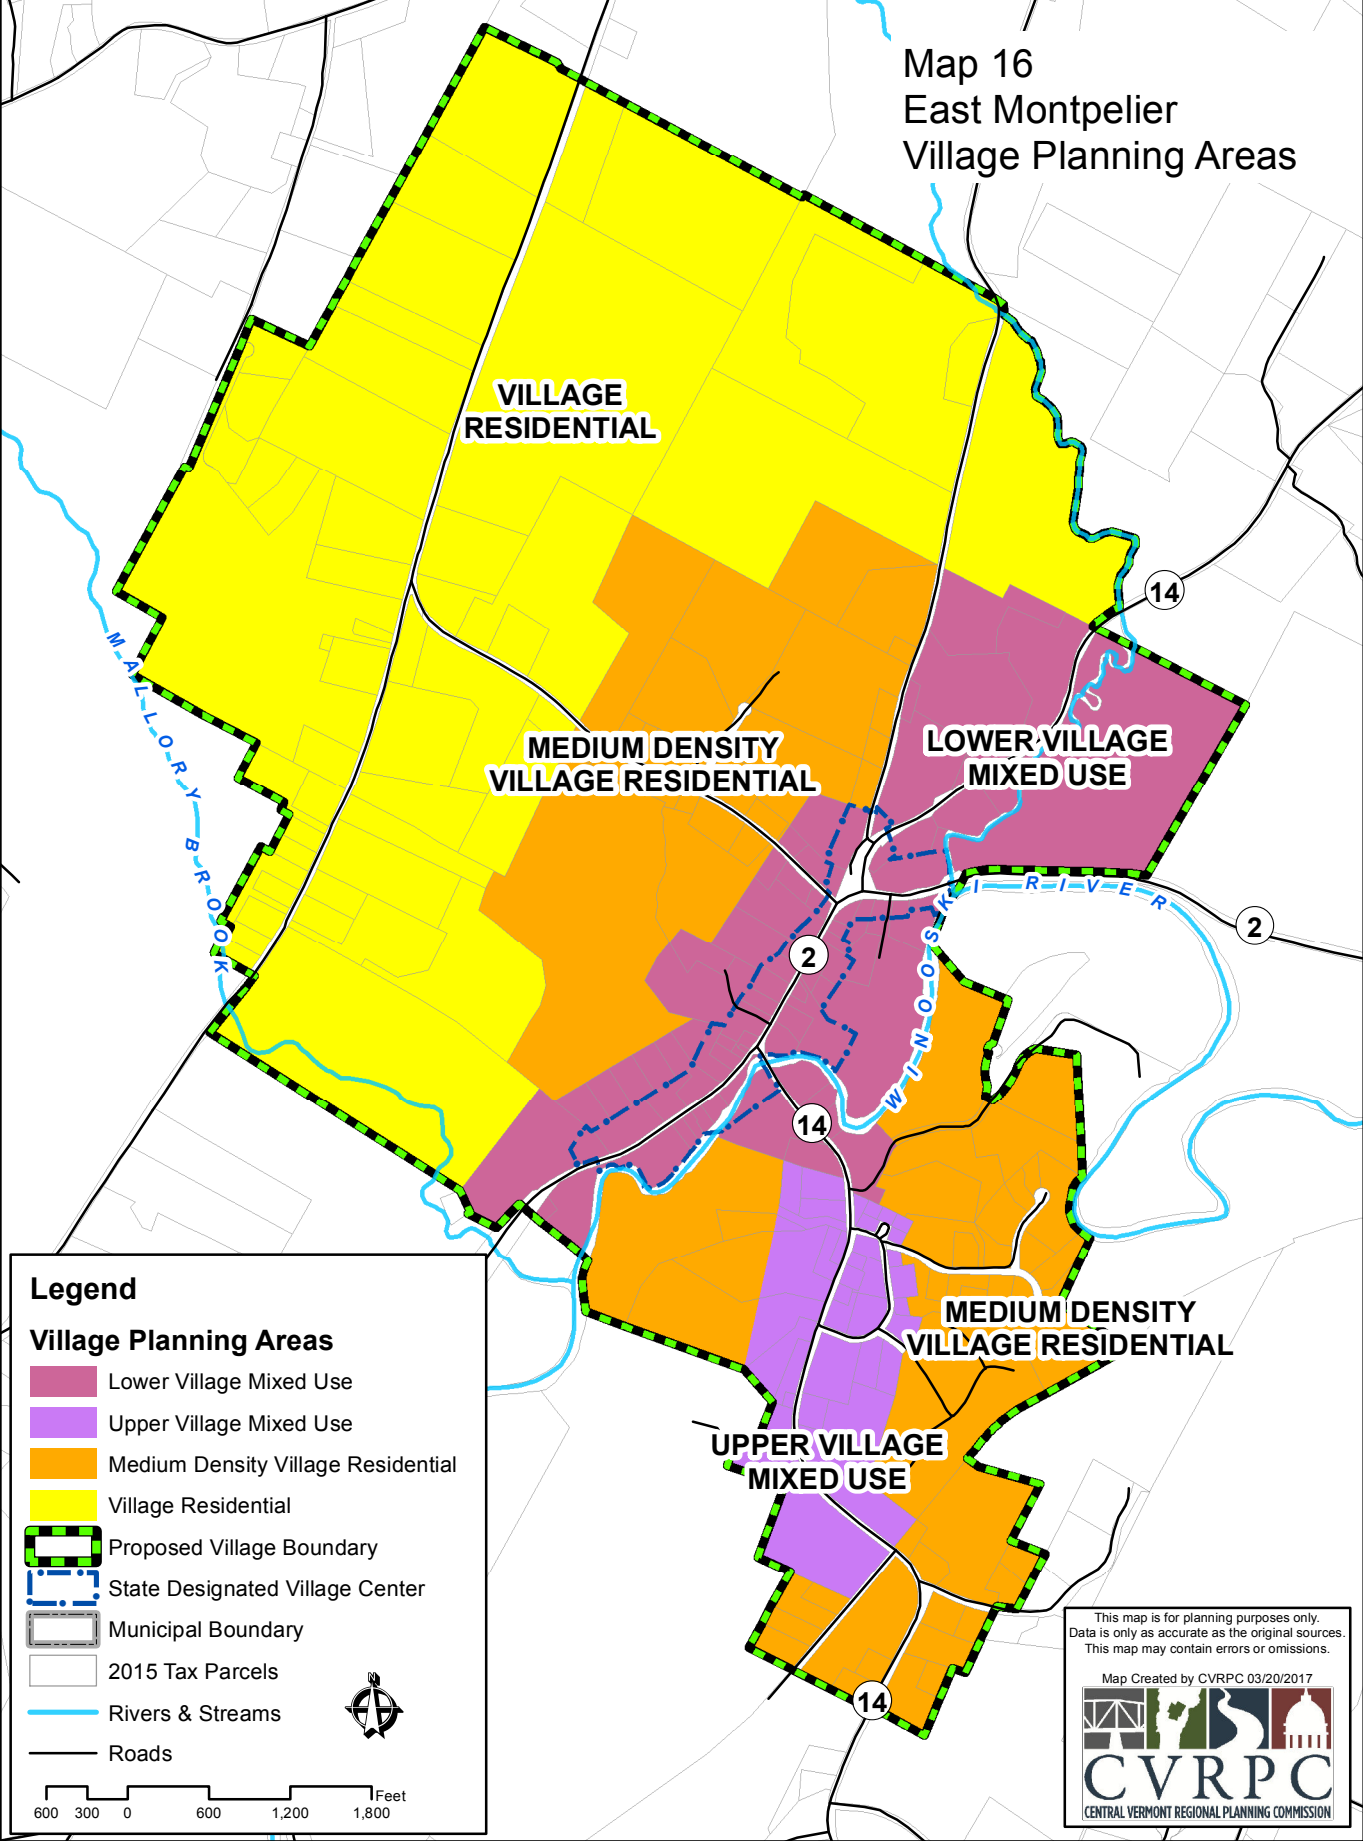 Map 16
East Montpelier
Village Planning Areas
VILLAGE
RESIDENTIAL
14
MALLORY BROOK
MEDIUM DENSITY
VILLAGE RESIDENTIAL
LOWER VILLAGE
MIXED USE
WINOOSKI RIVER
2
2
14
MEDIUM DENSITY
VILLAGE RESIDENTIAL
UPPER VILLAGE
MIXED USE
14
Legend
Village Planning Areas
Lower Village Mixed Use
Upper Village Mixed Use
Medium Density Village Residential
Village Residential
Proposed Village Boundary
State Designated Village Center
Municipal Boundary
2015 Tax Parcels
Rivers & Streams
Roads
N
Feet
600 300 0 600 1,200 1,800
This map is for planning purposes only.
Data is only as accurate as the original sources.
This map may contain errors or omissions.
Map Created by CVRPC 03/20/2017
CVRPC
CENTRAL VERMONT REGIONAL PLANNING COMMISSION